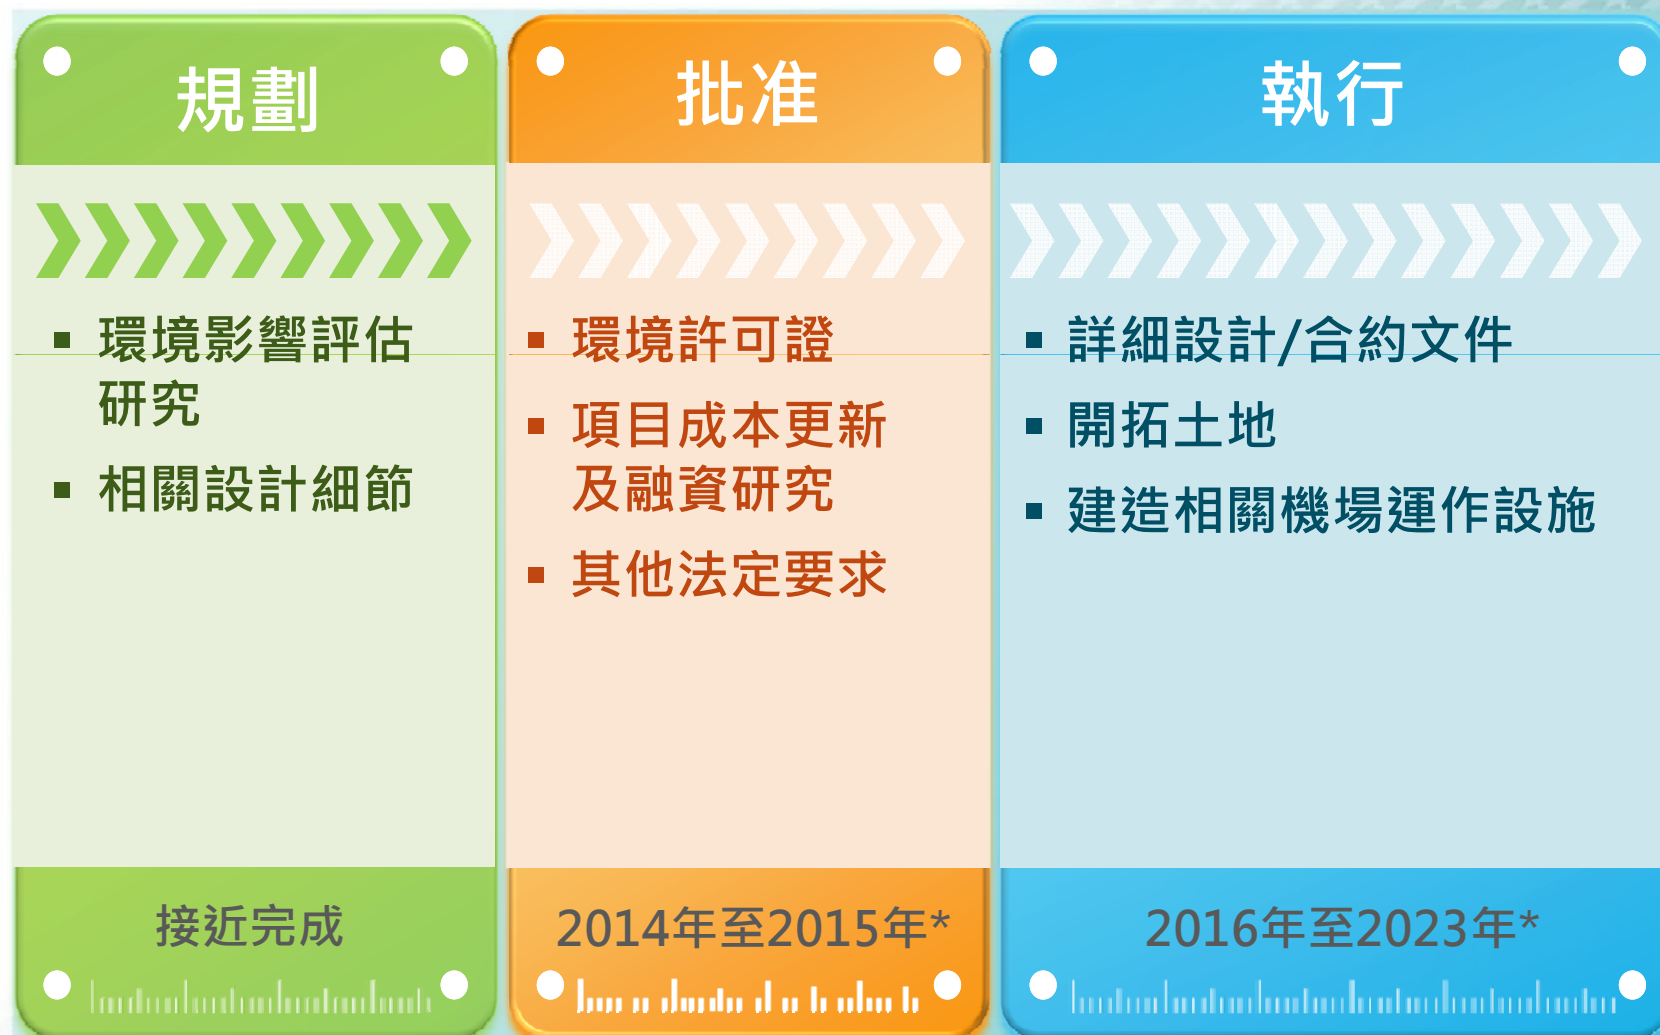 規劃
▪ 環境影響評估
研究
▪ 相關設計細節
接近完成
批准
▪ 環境許可證
▪ 項目成本更新
及融資研究
▪ 其他法定要求
2014年至2015年*
執行
▪ 詳細設計/合約文件
▪ 開拓土地
▪ 建造相關機場運作設施
2016年至2023年*